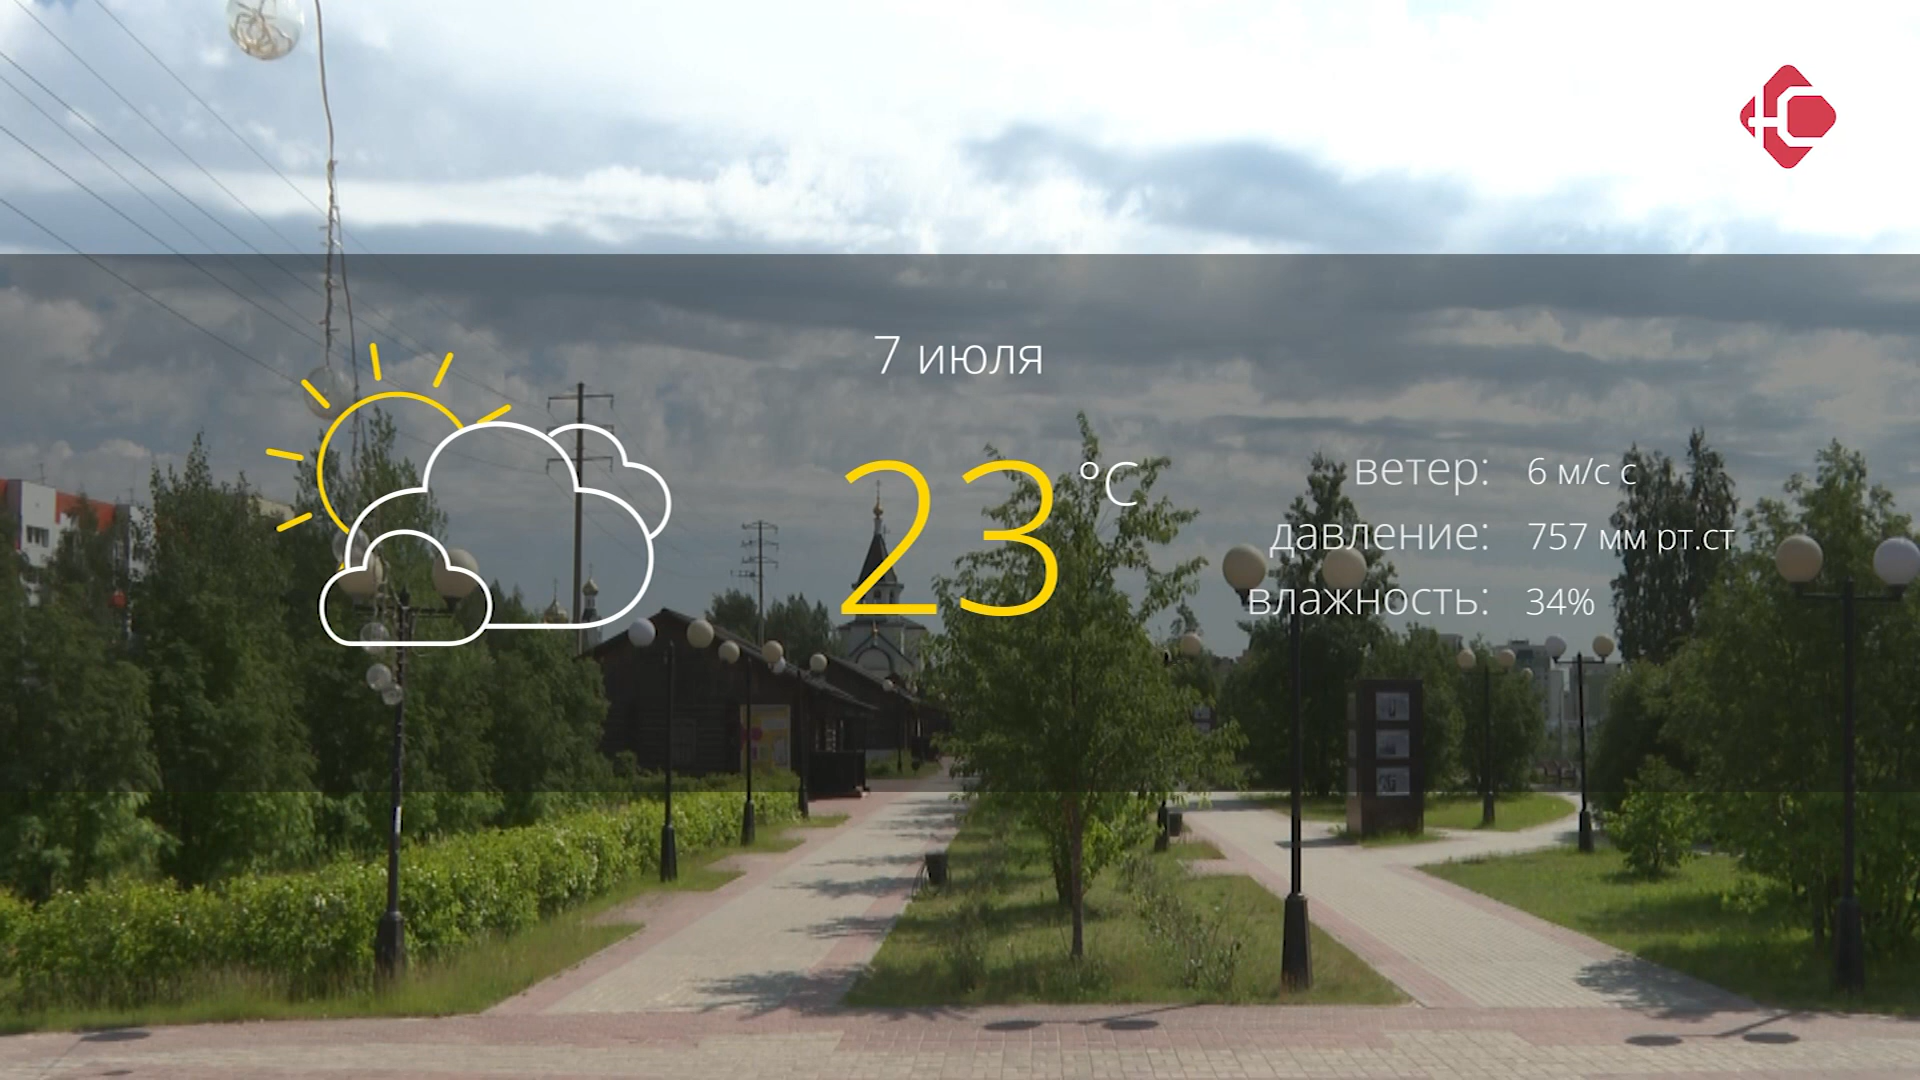 7 июля
23 °C
ветер: 6 м/с с
давление: 757 мм рт.ст
влажность: 34%